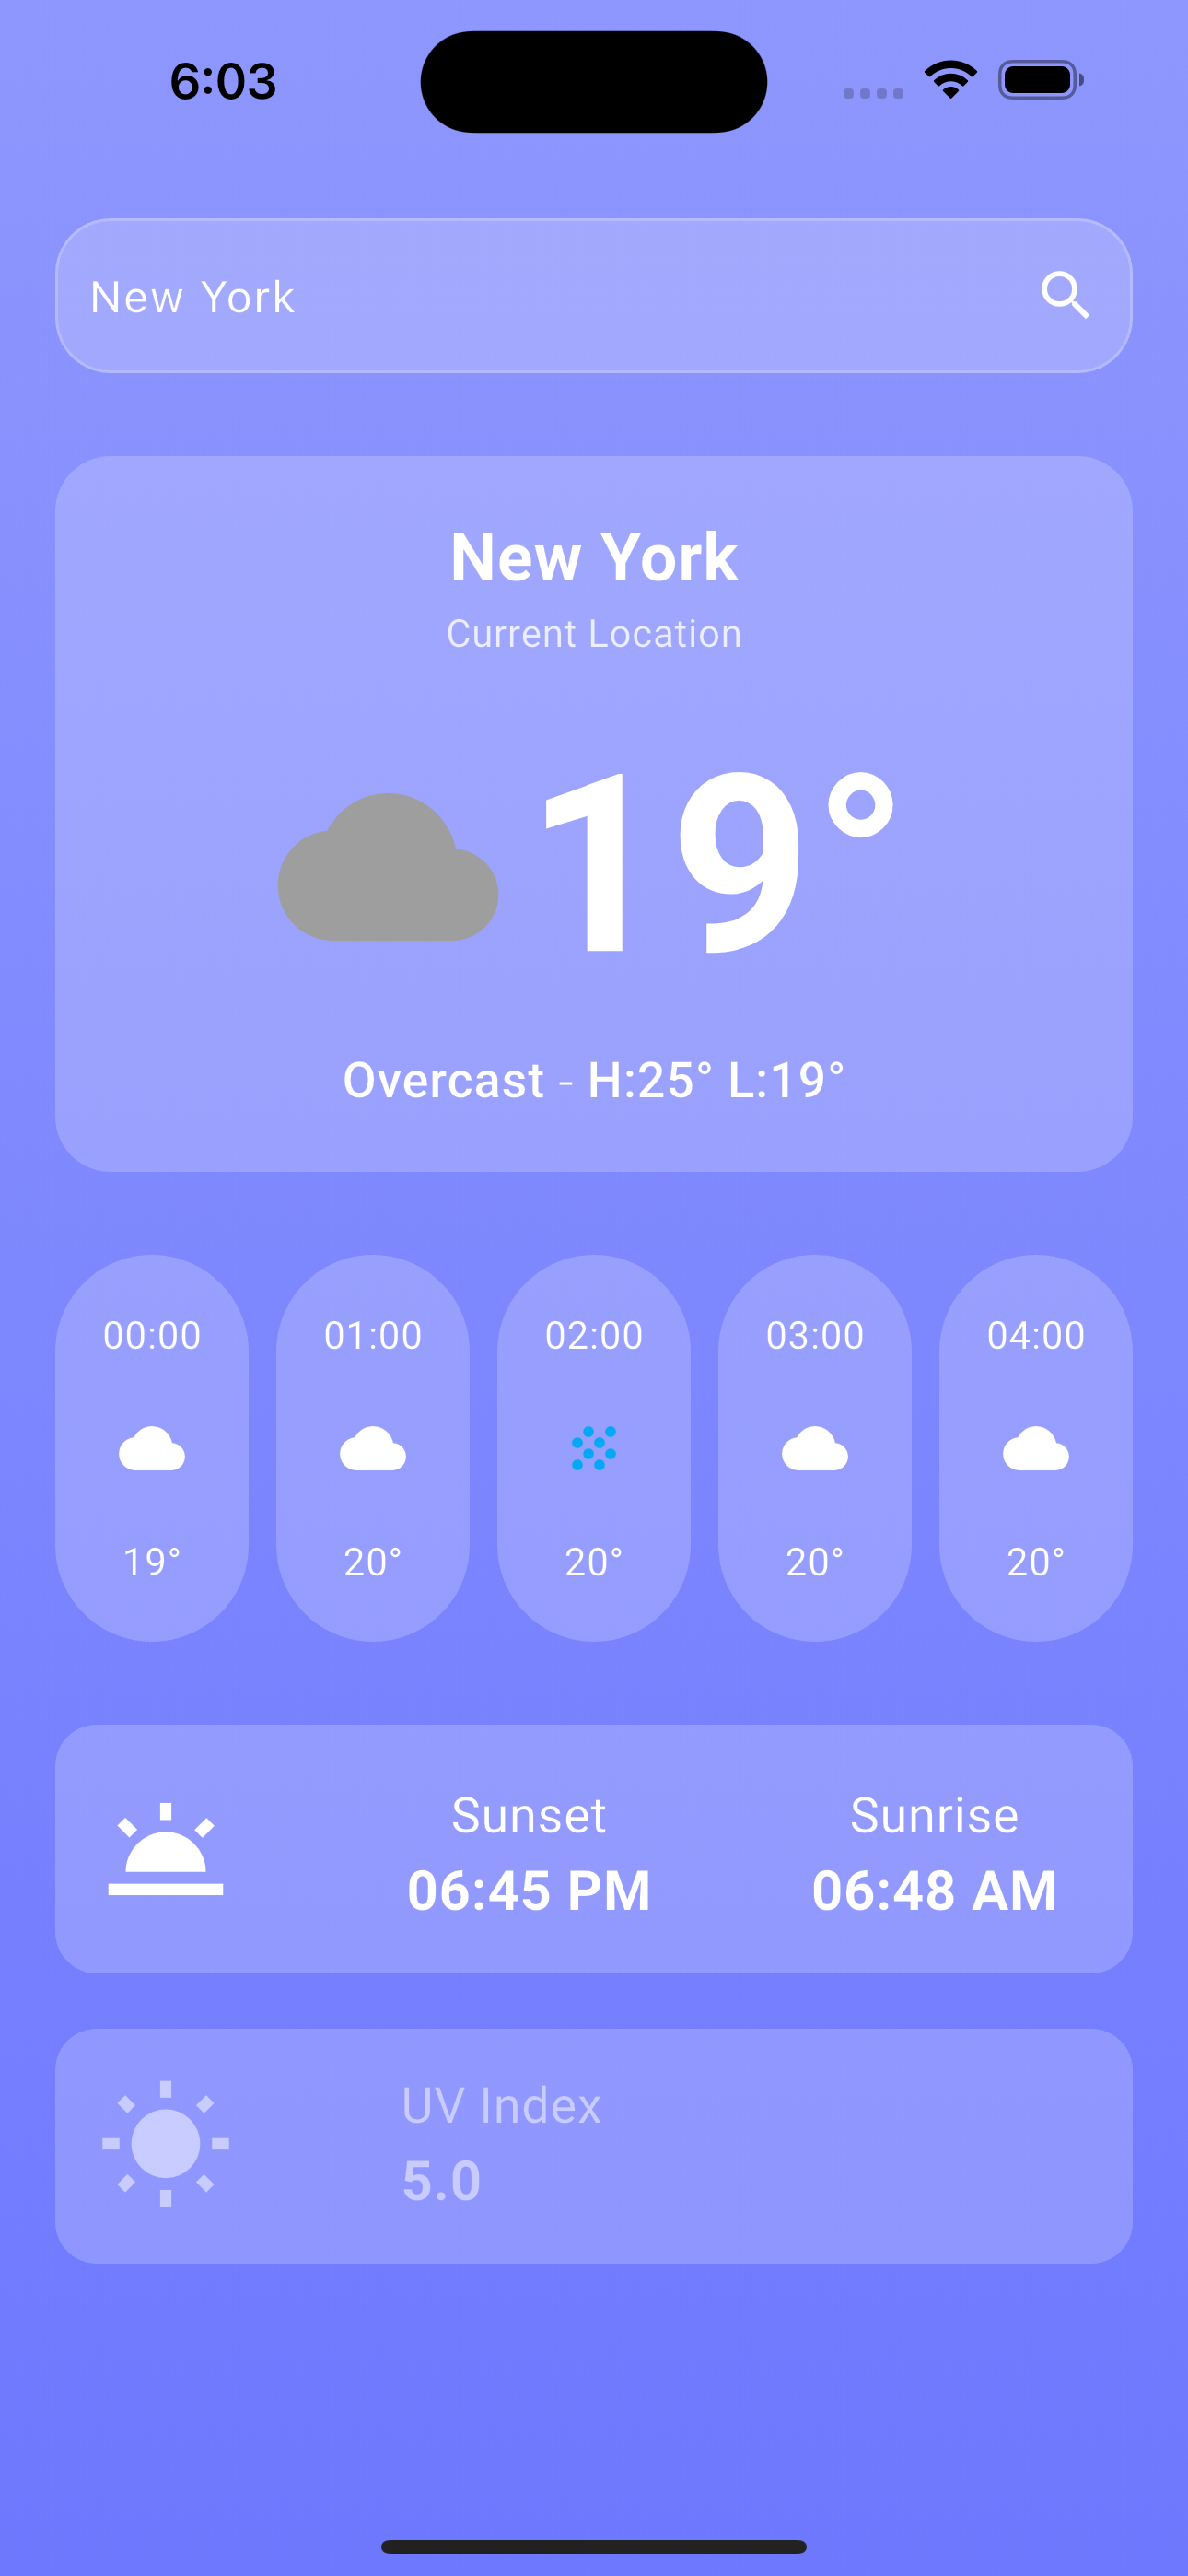 6:03
New York
New York
Current Location
19°
Overcast - H:25° L:19°
00:00 01:00 02:00 03:00 04:00
19° 20° 20° 20° 20°
Sunset Sunrise
06:45 PM 06:48 AM
UV Index
5.0